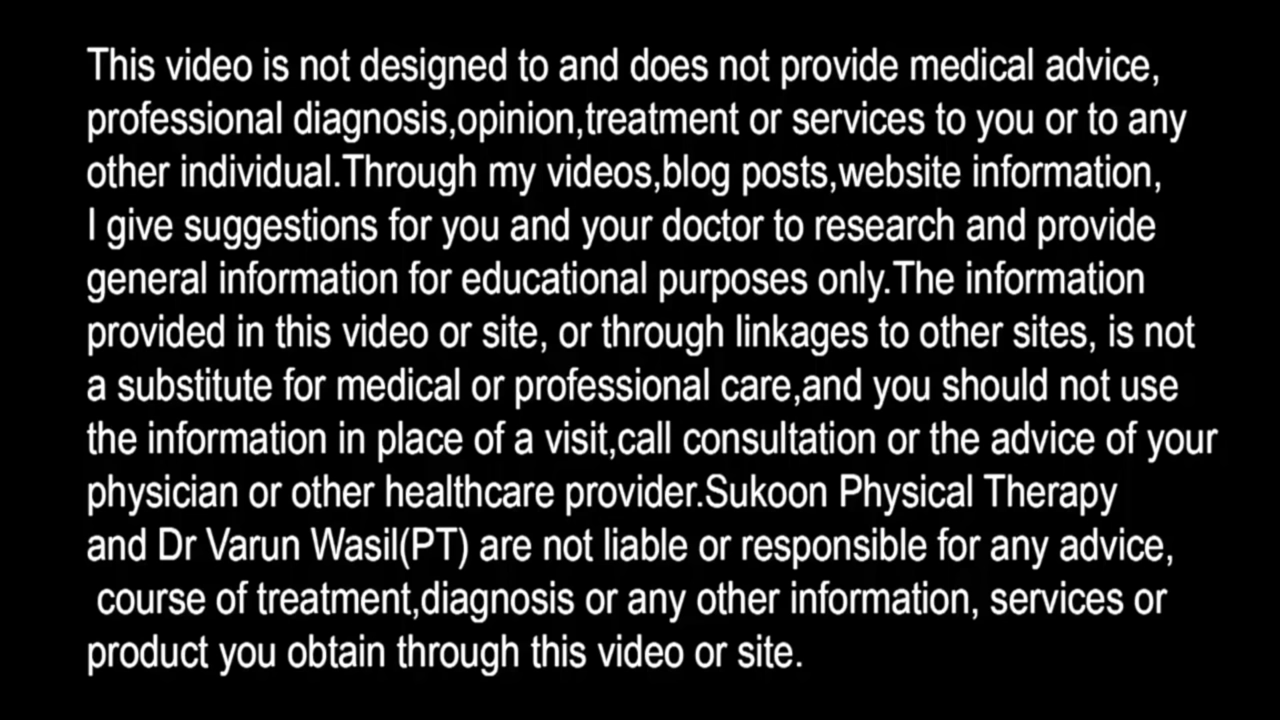 This video is not designed to and does not provide medical advice,
professional diagnosis,opinion,treatment or services to you or to any
other individual.Through my videos,blog posts,website information,
I give suggestions for you and your doctor to research and provide
general information for educational purposes only.The information
provided in this video or site, or through linkages to other sites, is not
a substitute for medical or professional care,and you should not use
the information in place of a visit,call consultation or the advice of your
physician or other healthcare provider.Sukoon Physical Therapy
and Dr Varun Wasil(PT) are not liable or responsible for any advice,
course of treatment,diagnosis or any other information, services or
product you obtain through this video or site.